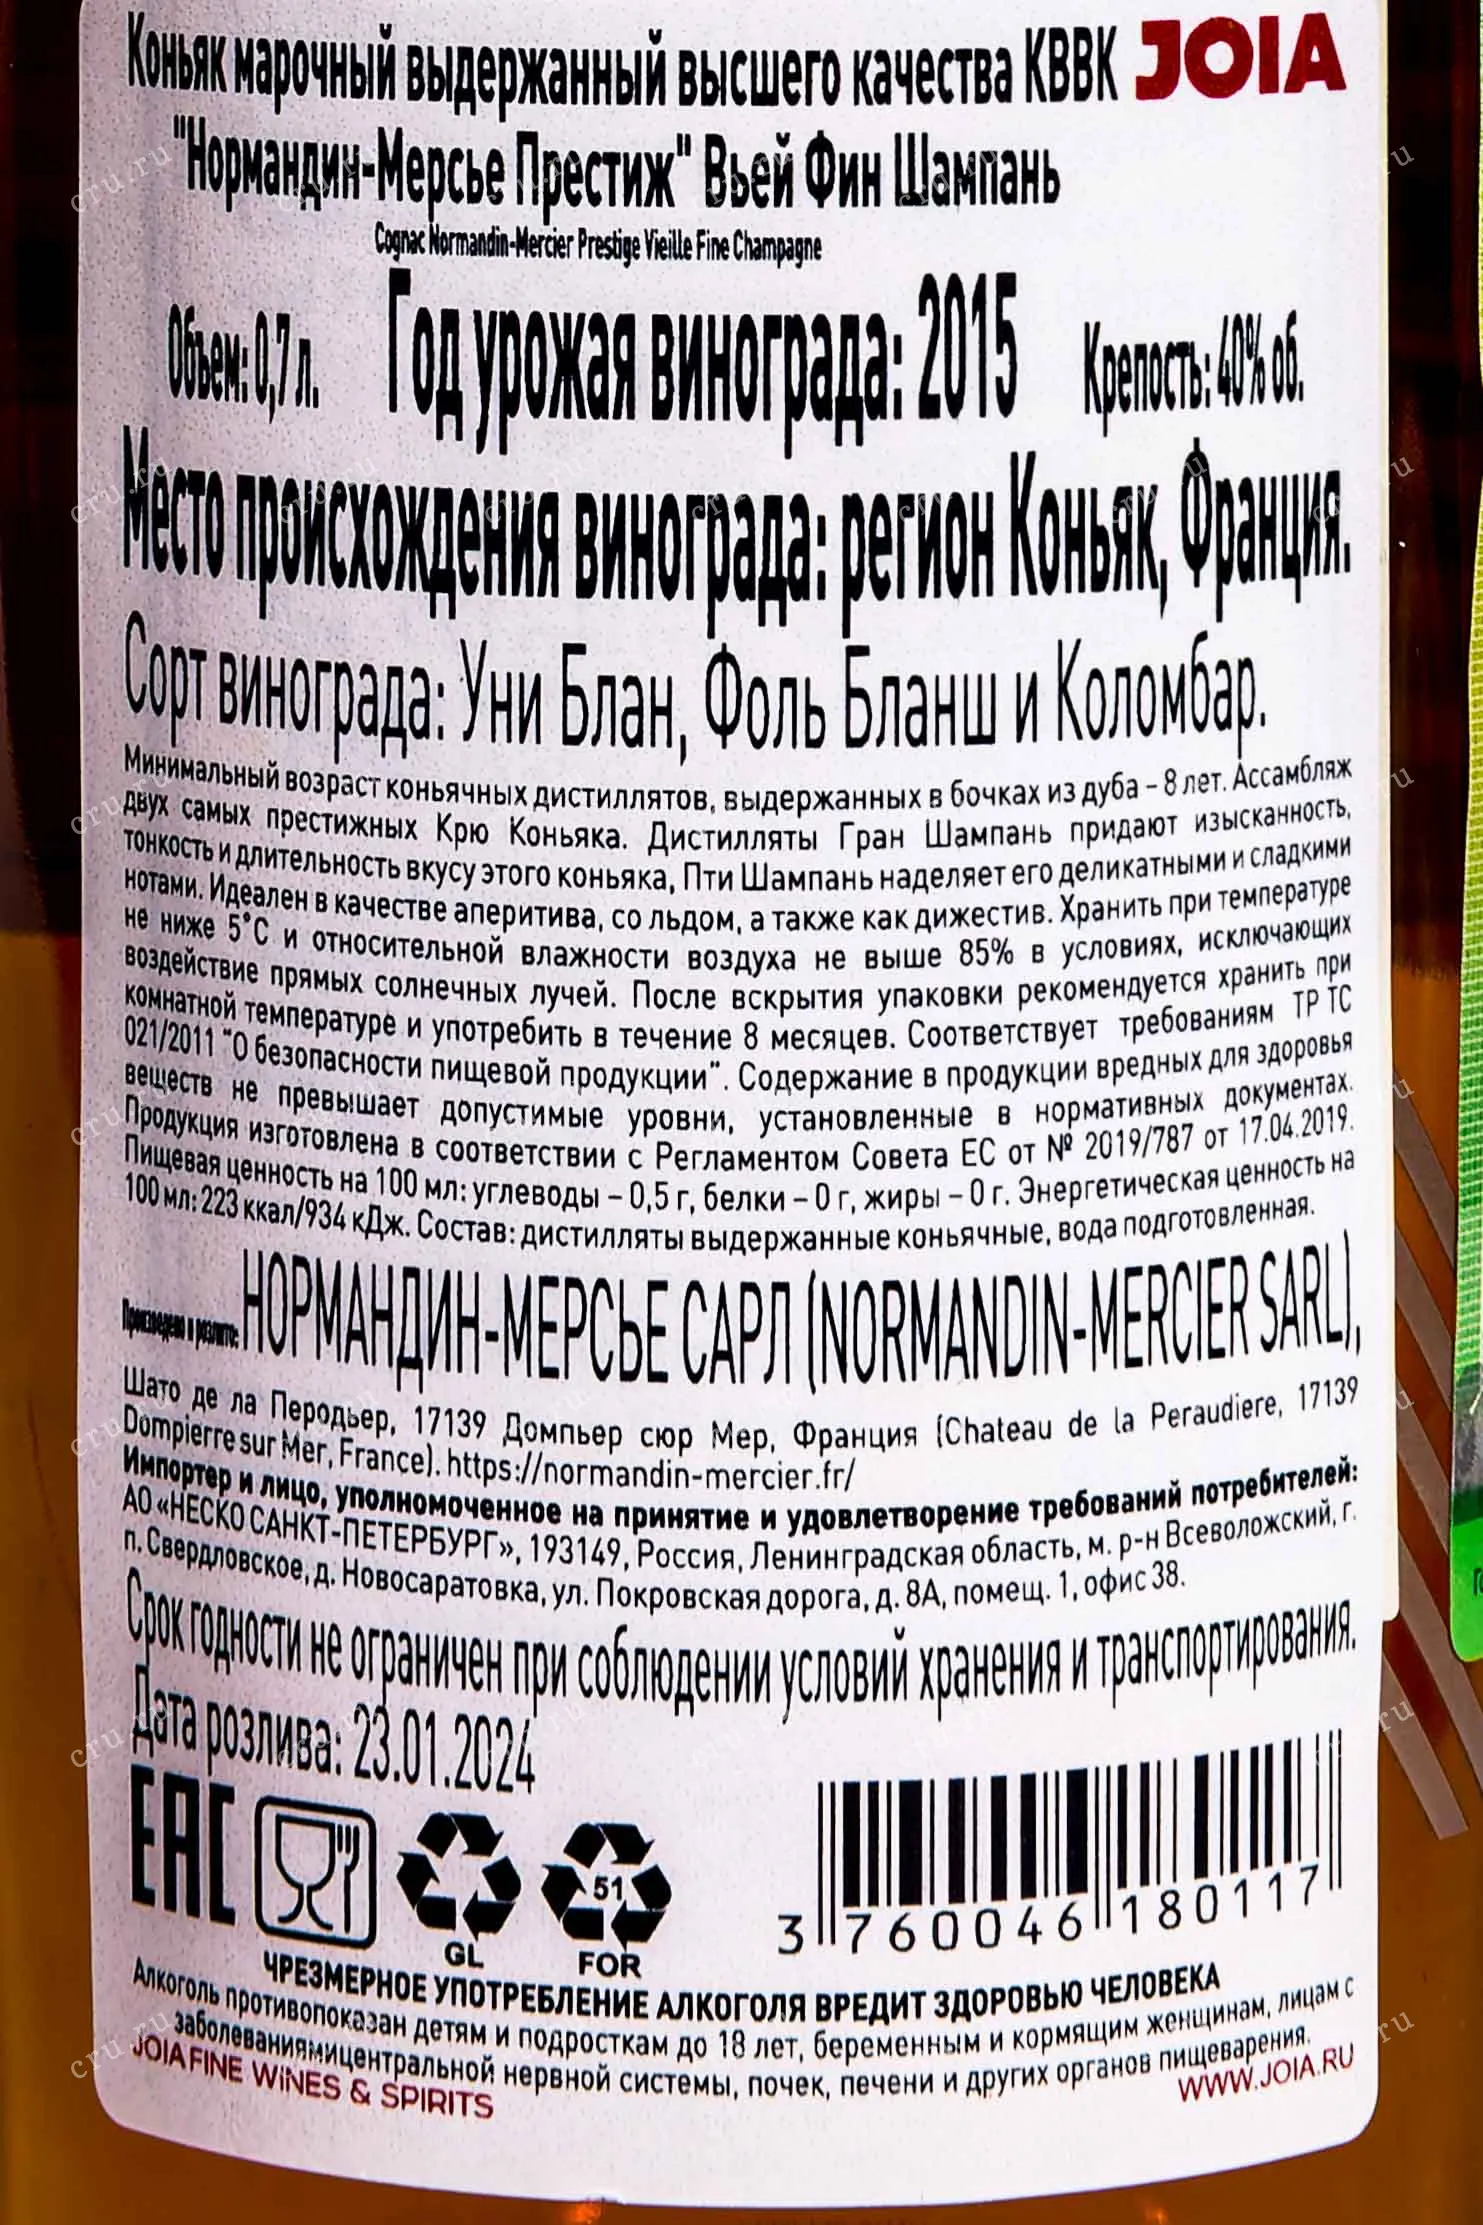 Коньяк марочный выдержанный высшего качества КВВК JOIA
"Нормандин-Мерсье Престиж" Вьей Фин Шампань
Cognac Normandin-Mercier Prestige Vieille Fine Champagne
Объем: 0,7 л. Год урожая винограда: 2015 Крепость: 40% об.
Место происхождения винограда: регион Коньяк, Франция.
Сорт винограда: Уни Блан, Фоль Бланш и Коломбар.
Минимальный возраст коньячных дистиллятов, выдержанных в бочках из дуба – 8 лет. Ассамбляж
двух самых престижных Крю Коньяка. Дистилляты Гран Шампань придают изысканность,
тонкость и длительность вкусу этого коньяка, Пти Шампань наделяет его деликатными и сладкими
нотами. Идеален в качестве аперитива, со льдом, а также как дижестив. Хранить при температуре
не ниже 5°С и относительной влажности воздуха не выше 85% в условиях, исключающих
воздействие прямых солнечных лучей. После вскрытия упаковки рекомендуется хранить при
комнатной температуре и употребить в течение 8 месяцев. Соответствует требованиям ТР ТС
021/2011 "О безопасности пищевой продукции". Содержание в продукции вредных для здоровья
веществ не превышает допустимые уровни, установленные в нормативных документах.
Продукция изготовлена в соответствии с Регламентом Совета ЕС от № 2019/787 от 17.04.2019.
Пищевая ценность на 100 мл: углеводы – 0,5 г, белки – 0 г, жиры – 0 г. Энергетическая ценность на
100 мл: 223 ккал/934 кДж. Состав: дистилляты выдержанные коньячные, вода подготовленная.
Произведено и розлито: НОРМАНДИН-МЕРСЬЕ САРЛ (NORMANDIN-MERCIER SARL),
Шато де ла Перодьер, 17139 Домпьер сюр Мер, Франция (Chateau de la Peraudiere, 17139
Dompierre sur Mer, France). https://normandin-mercier.fr/
Импортер и лицо, уполномоченное на принятие и удовлетворение требований потребителей:
АО «НЕСКО САНКТ-ПЕТЕРБУРГ», 193149, Россия, Ленинградская область, м. р-н Всеволожский, г.
п. Свердловское, д. Новосаратовка, ул. Покровская дорога, д. 8А, помещ. 1, офис 38.
Срок годности не ограничен при соблюдении условий хранения и транспортирования.
Дата розлива: 23.01.2024
EAC
GL
51
FOR
3 760046 180117
ЧРЕЗМЕРНОЕ УПОТРЕБЛЕНИЕ АЛКОГОЛЯ ВРЕДИТ ЗДОРОВЬЮ ЧЕЛОВЕКА
Алкоголь противопоказан детям и подросткам до 18 лет, беременным и кормящим женщинам, лицам с
заболеваниямицентральной нервной системы, почек, печени и других органов пищеварения.
JOIA FINE WINES & SPIRITS WWW.JOIA.RU
cru.ru